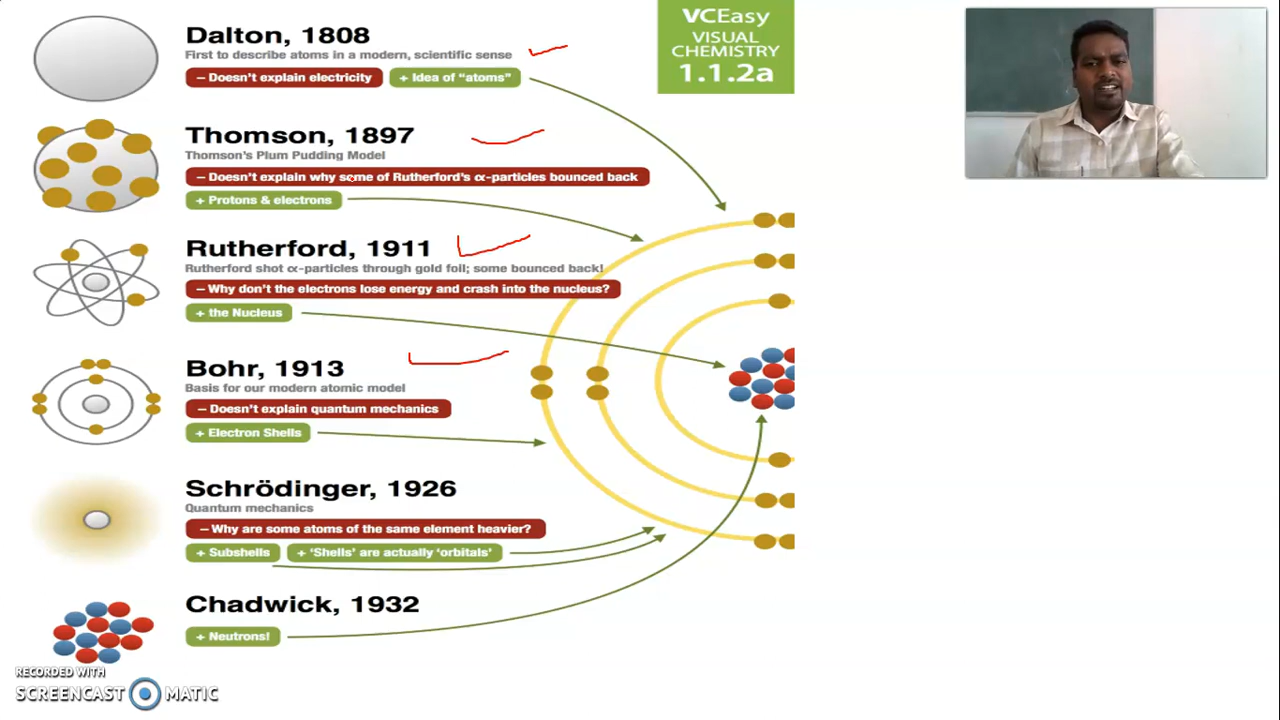 VCEasy
VISUAL
CHEMISTRY
1.1.2a
Dalton, 1808
First to describe atoms in a modern, scientific sense
– Doesn't explain electricity
+ Idea of “atoms”
Thomson, 1897
Thomson's Plum Pudding Model
– Doesn't explain why some of Rutherford's α-particles bounced back
+ Protons & electrons
Rutherford, 1911
Rutherford shot α-particles through gold foil; some bounced back!
– Why don't the electrons lose energy and crash into the nucleus?
+ the Nucleus
Bohr, 1913
Basis for our modern atomic model
– Doesn't explain quantum mechanics
+ Electron Shells
Schrödinger, 1926
Quantum mechanics
– Why are some atoms of the same element heavier?
+ Subshells
+ ‘Shells’ are actually ‘orbitals’
Chadwick, 1932
+ Neutrons!
RECORDED WITH
SCREENCAST MATIC